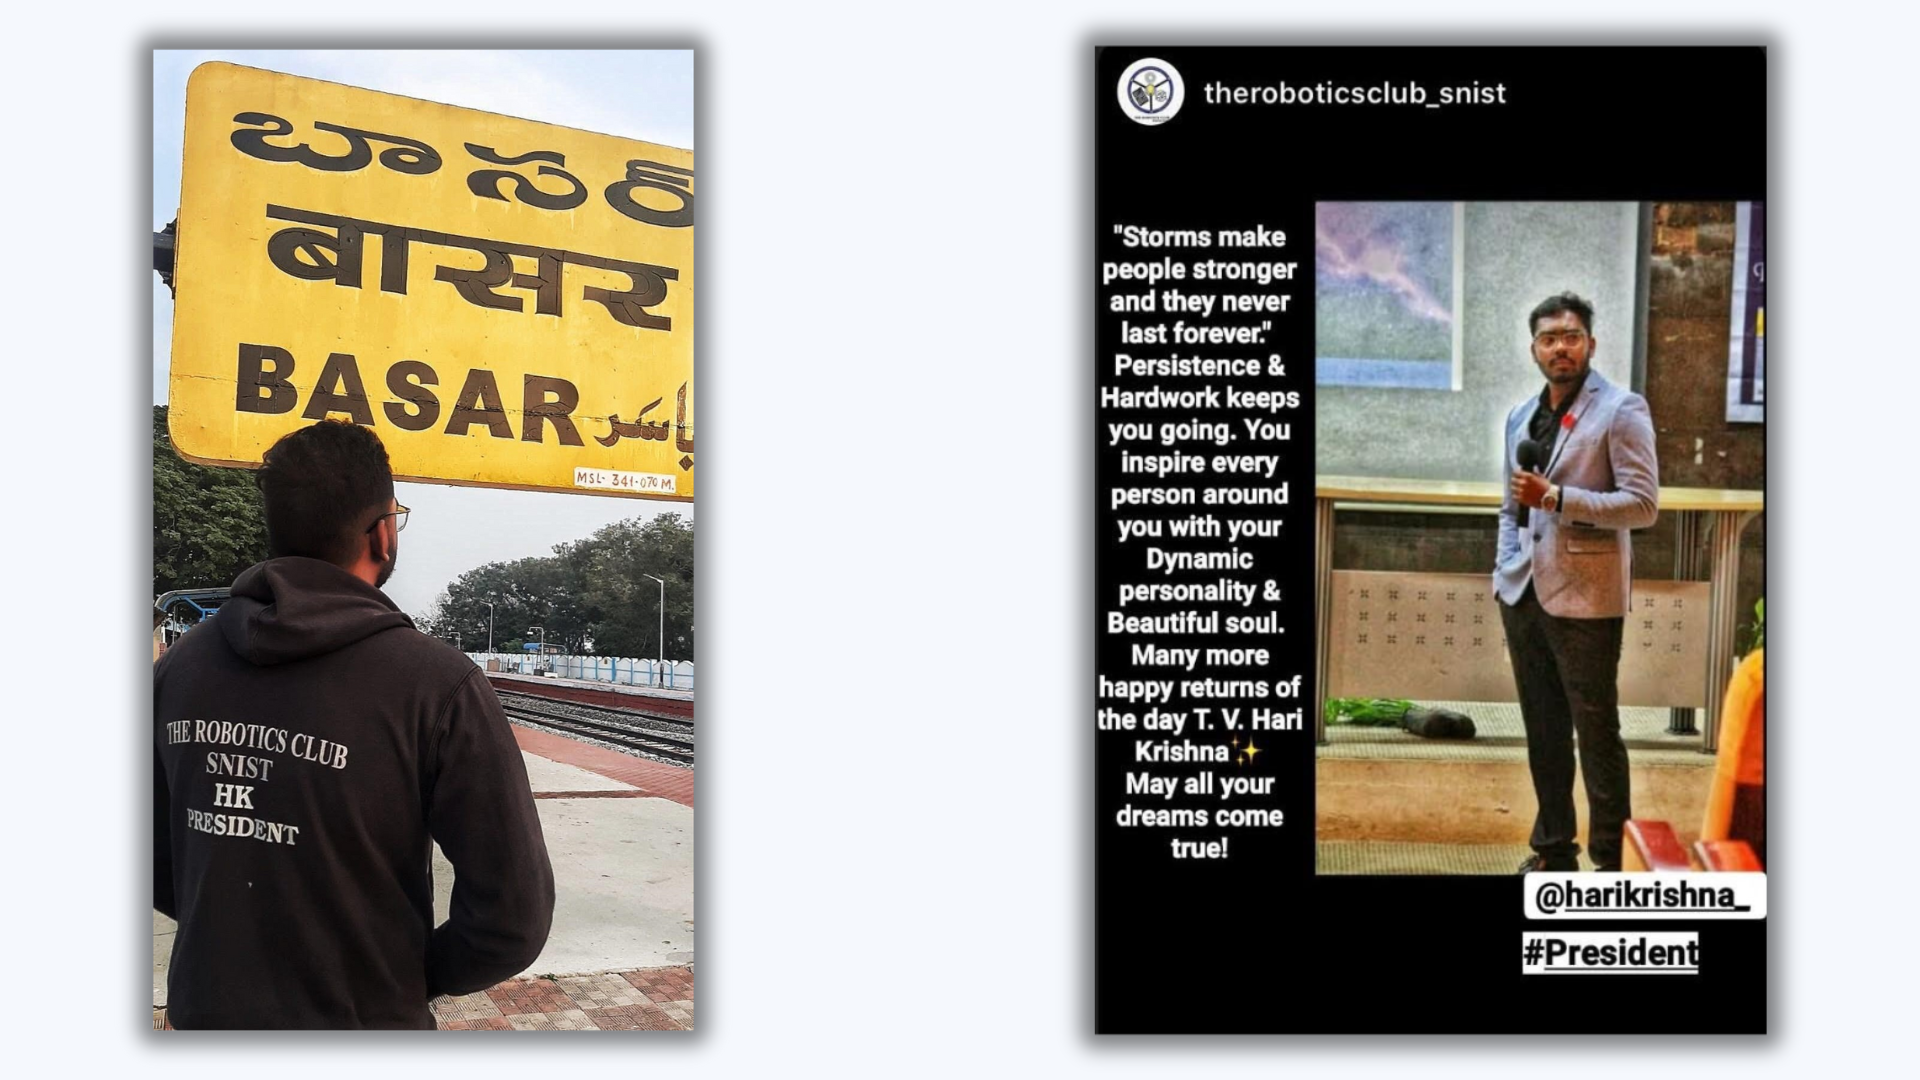 బాసర్
बासर
BASAR
MSL- 341·070 M.
THE ROBOTICS CLUB
SNIST
HK
PRESIDENT
theroboticsclub_snist
"Storms make
people stronger
and they never
last forever."
Persistence &
Hardwork keeps
you going. You
inspire every
person around
you with your
Dynamic
personality &
Beautiful soul.
Many more
happy returns of
the day T. V. Hari
Krishna✨
May all your
dreams come
true!
@harikrishna_
#President